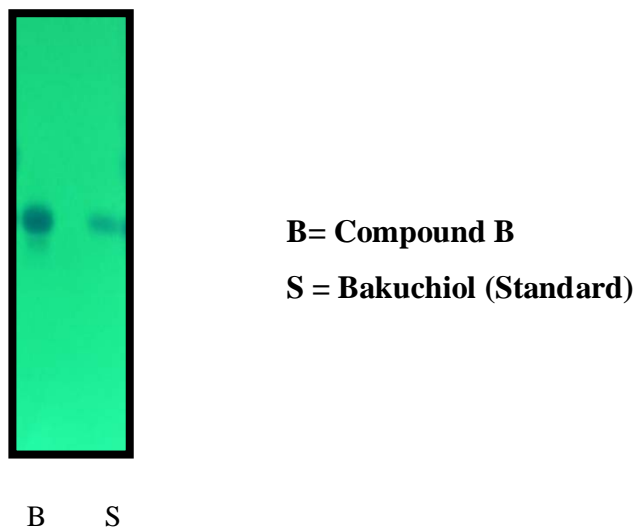 B= Compound B
S = Bakuchiol (Standard)
B S